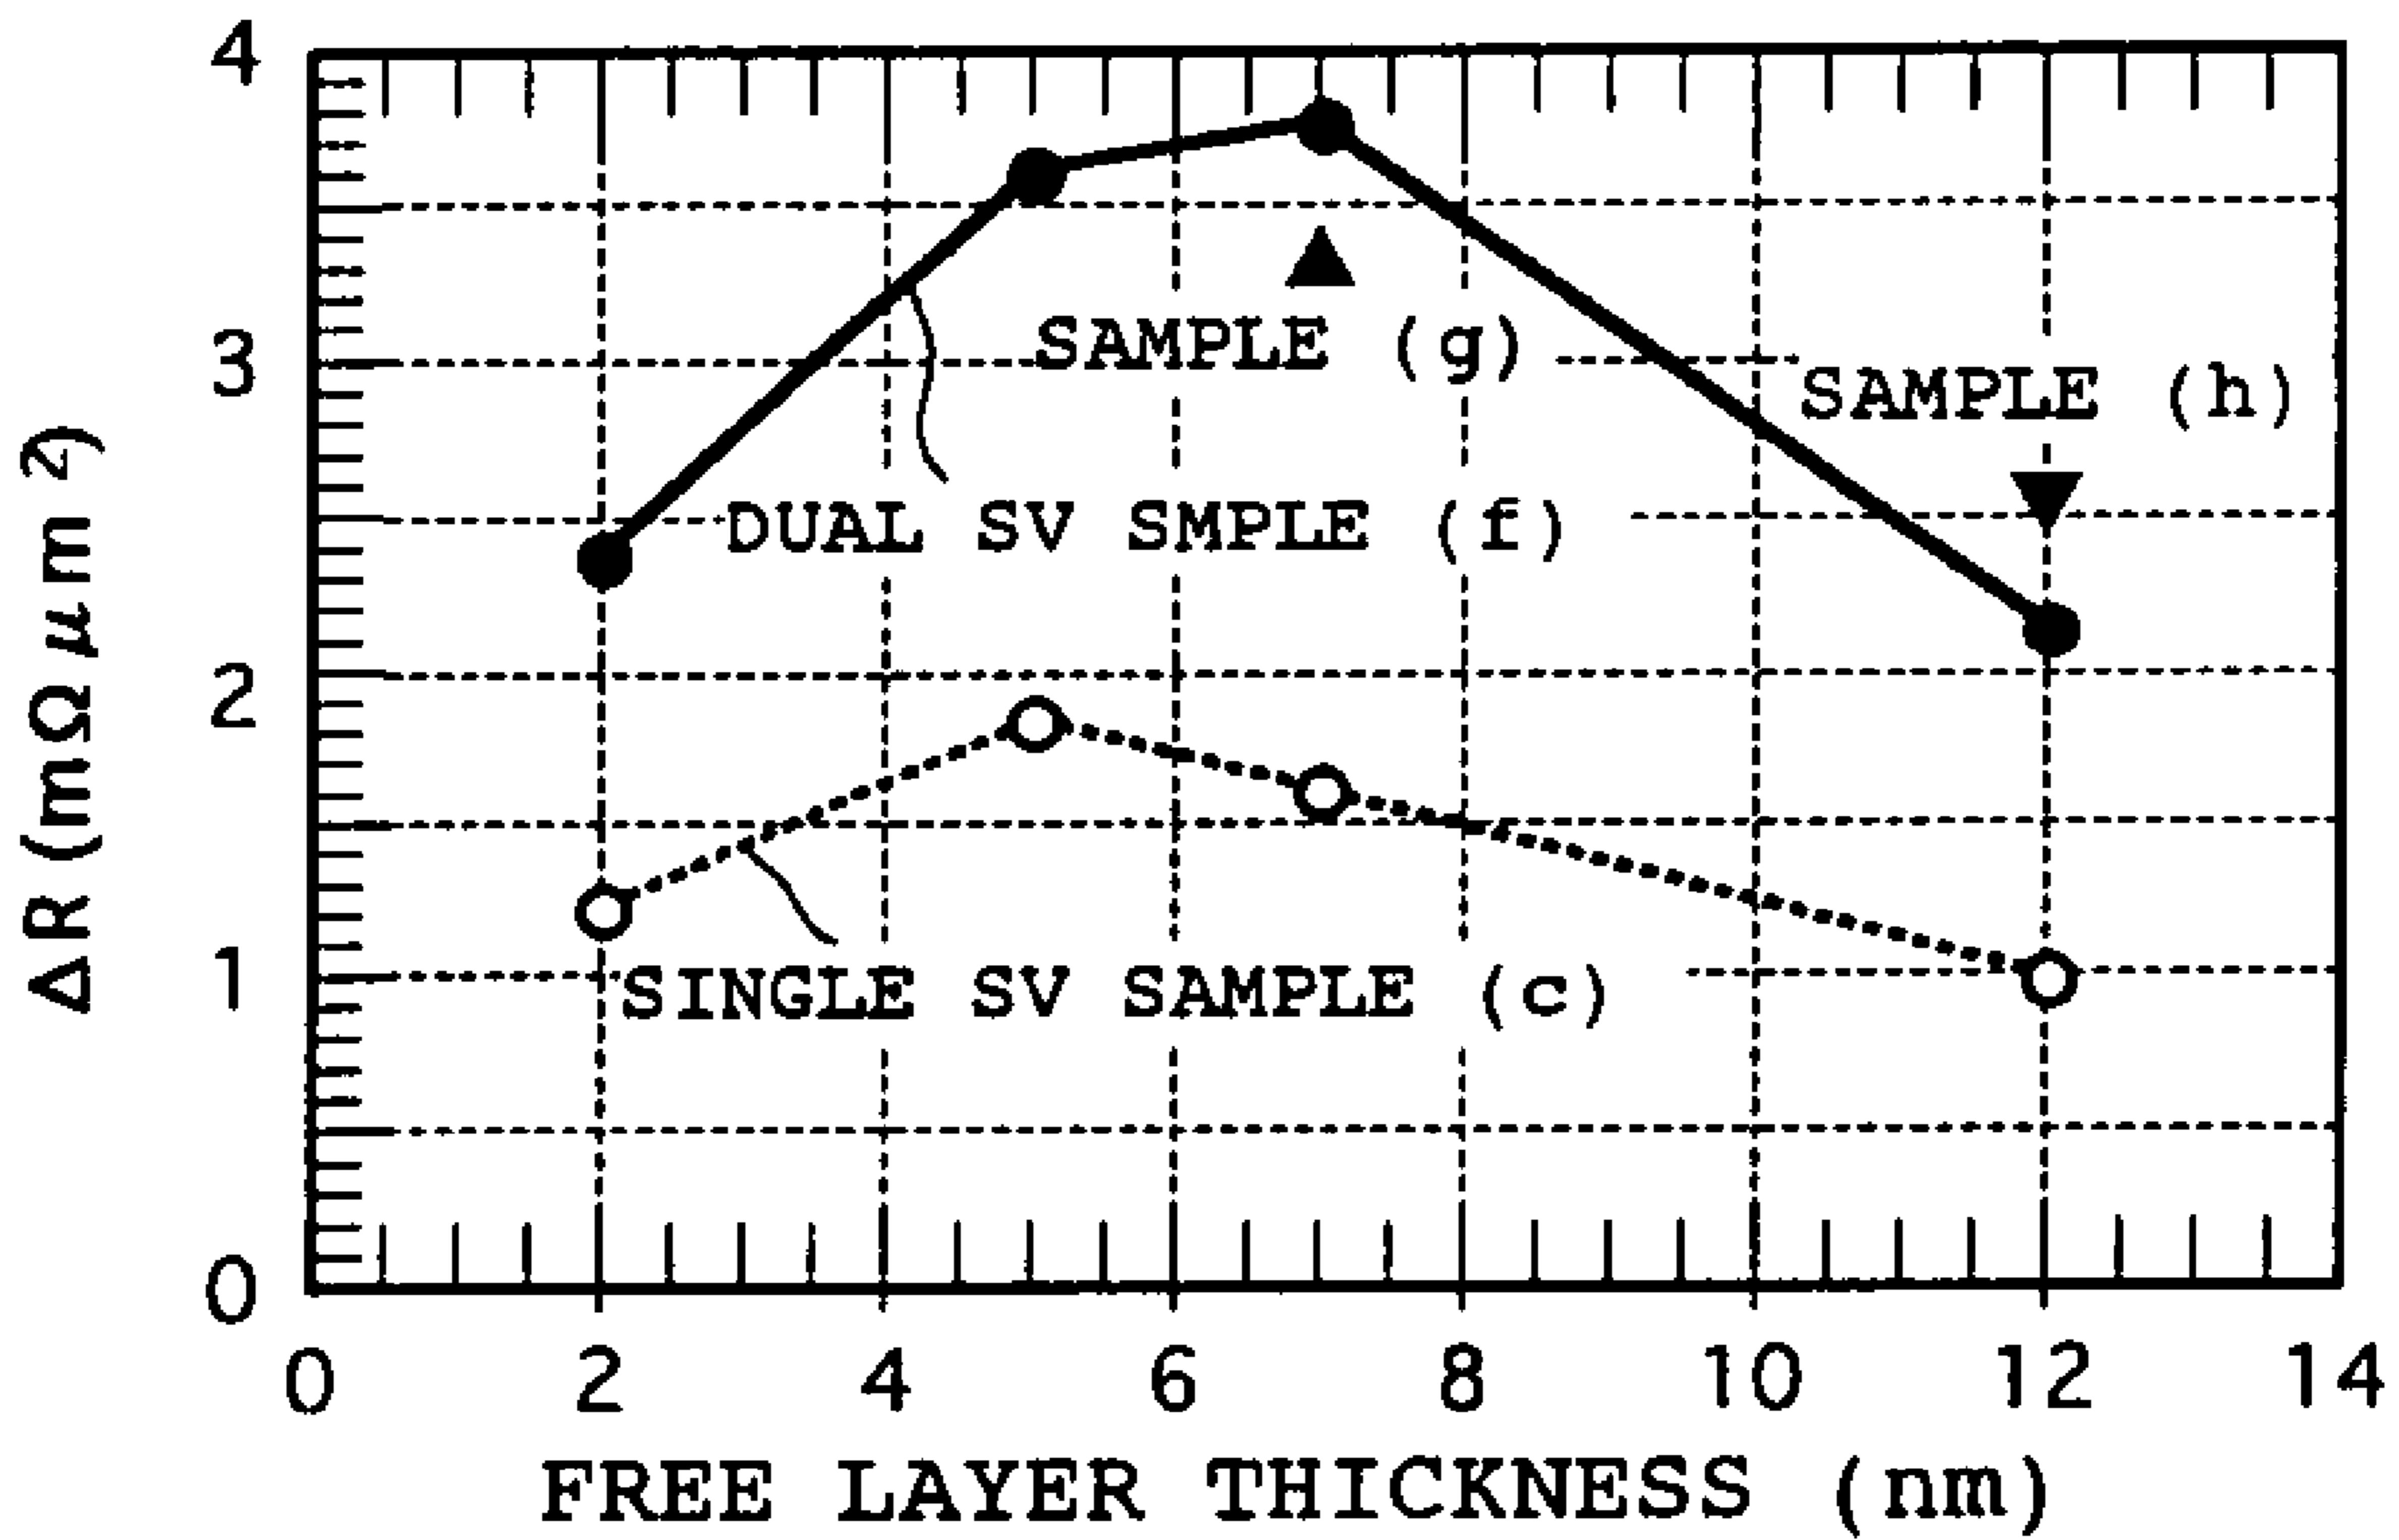 4
3
2
1
0
ΔR(mΩμm²)
SAMPLE (g)
SAMPLE (h)
DUAL SV SMPLE (f)
SINGLE SV SAMPLE (c)
0 2 4 6 8 10 12 14
FREE LAYER THICKNESS (nm)